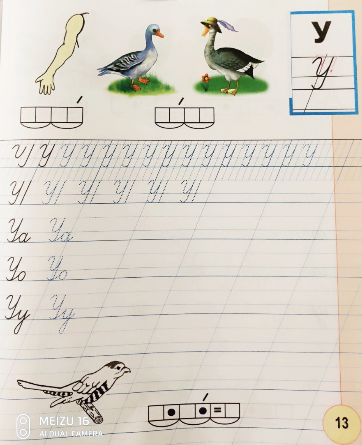 У
У
У У У У У У У У У У У У У У У
У! У! У! У! У! У!
Уа Уа
Уо Уо
Уу Уу
MEIZU 16
AI DUAL CAMERA
13